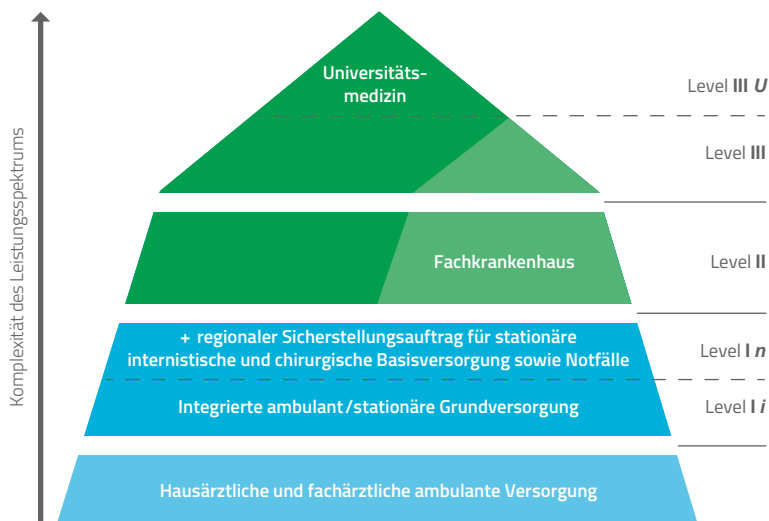 Komplexität des Leistungsspektrums
Universitäts-
medizin
Level III U
Level III
Fachkrankenhaus
Level II
+ regionaler Sicherstellungsauftrag für stationäre
internistische und chirurgische Basisversorgung sowie Notfälle
Level I n
Integrierte ambulant/stationäre Grundversorgung
Level I i
Hausärztliche und fachärztliche ambulante Versorgung